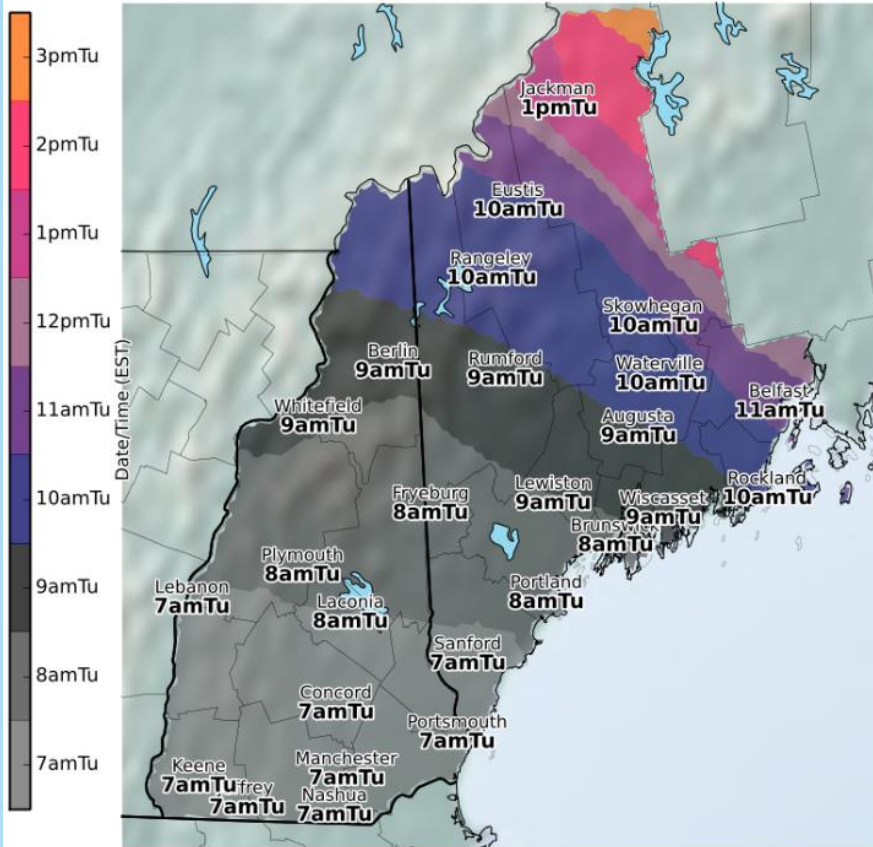 3pmTu
2pmTu
1pmTu
12pmTu
11amTu
10amTu
9amTu
8amTu
7amTu
Date/Time (EST)
Jackman
1pmTu
Eustis
10amTu
Rangeley
10amTu
Skowhegan
10amTu
Berlin
9amTu
Rumford
9amTu
Waterville
10amTu
Belfast
11amTu
Whitefield
9amTu
Augusta
9amTu
Fryeburg
8amTu
Lewiston
9amTu
Wiscasset
9amTu
Rockland
10amTu
Brunswick
8amTu
Plymouth
8amTu
Lebanon
7amTu
Laconia
8amTu
Portland
8amTu
Sanford
7amTu
Concord
7amTu
Portsmouth
7amTu
Keene
7amTu
ffrey
7amTu
Manchester
7amTu
Nashua
7amTu